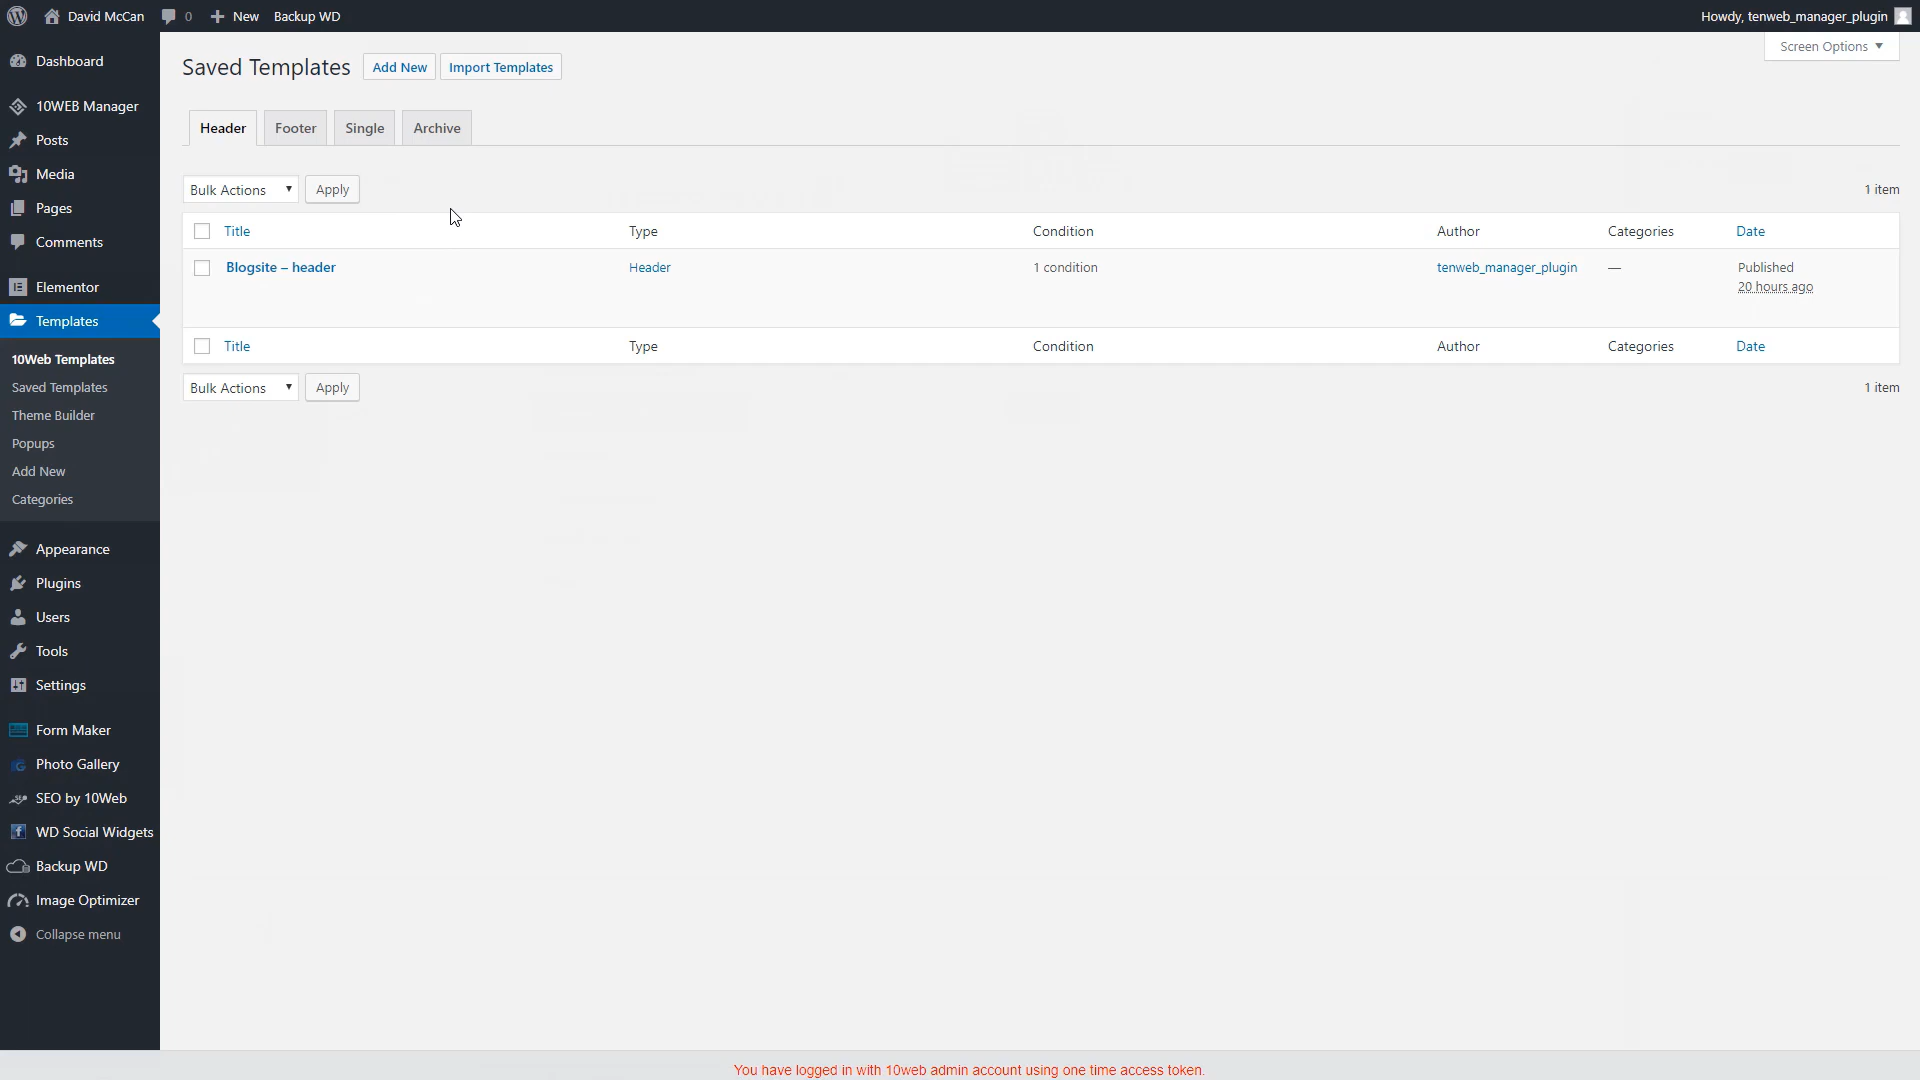 David McCan 0 New Backup WD Howdy, tenweb_manager_plugin
Screen Options
Dashboard
10WEB Manager
Posts
Media
Pages
Comments
Elementor
Templates
10Web Templates
Saved Templates
Theme Builder
Popups
Add New
Categories
Appearance
Plugins
Users
Tools
Settings
Form Maker
Photo Gallery
SEO by 10Web
WD Social Widgets
Backup WD
Image Optimizer
Collapse menu
Saved Templates Add New Import Templates
Header Footer Single Archive
Bulk Actions Apply 1 item
Title Type Condition Author Categories Date
Blogsite – header Header 1 condition tenweb_manager_plugin — Published
20 hours ago
Title Type Condition Author Categories Date
Bulk Actions Apply 1 item
You have logged in with 10web admin account using one time access token.